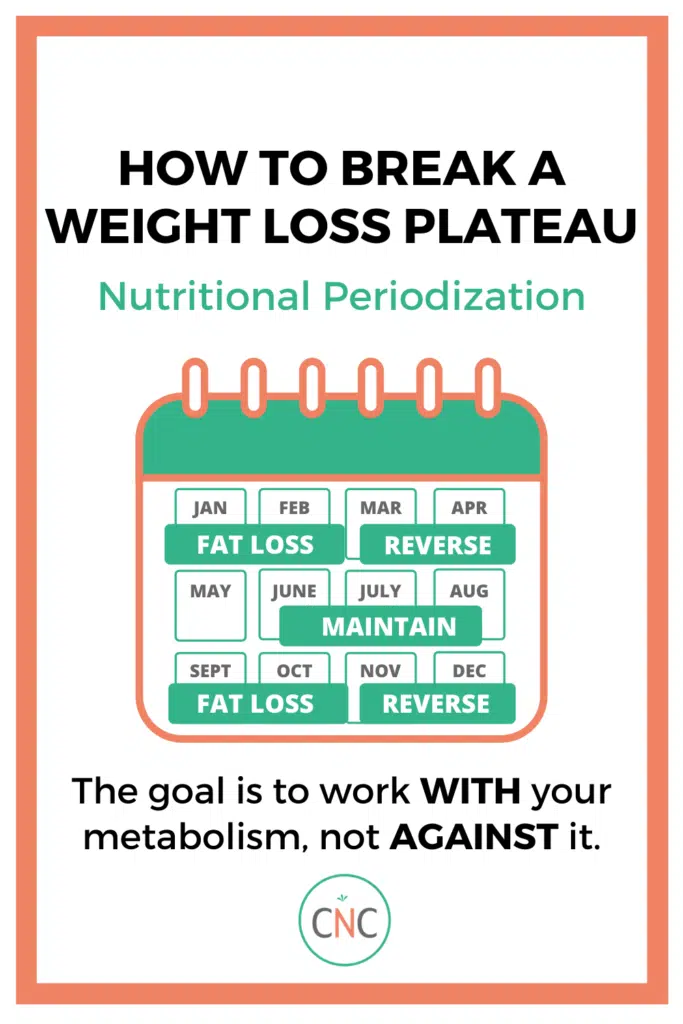 HOW TO BREAK A
WEIGHT LOSS PLATEAU
Nutritional Periodization
JAN FEB MAR APR
FAT LOSS REVERSE
MAY JUNE JULY AUG
MAINTAIN
SEPT OCT NOV DEC
FAT LOSS REVERSE
The goal is to work WITH your
metabolism, not AGAINST it.
CNC